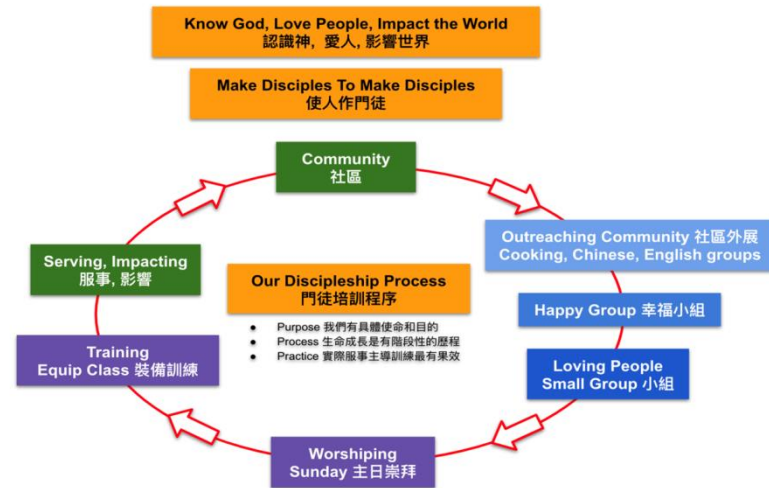 Know God, Love People, Impact the World
認識神, 愛人, 影響世界
Make Disciples To Make Disciples
使人作門徒
Community
社區
Outreaching Community 社區外展
Cooking, Chinese, English groups
Happy Group 幸福小組
Loving People
Small Group 小組
Worshiping
Sunday 主日崇拜
Training
Equip Class 裝備訓練
Serving, Impacting
服事, 影響
Our Discipleship Process
門徒培訓程序
• Purpose 我們有具體使命和目的
• Process 生命成長是有階段性的歷程
• Practice 實際服事主導訓練最有果效